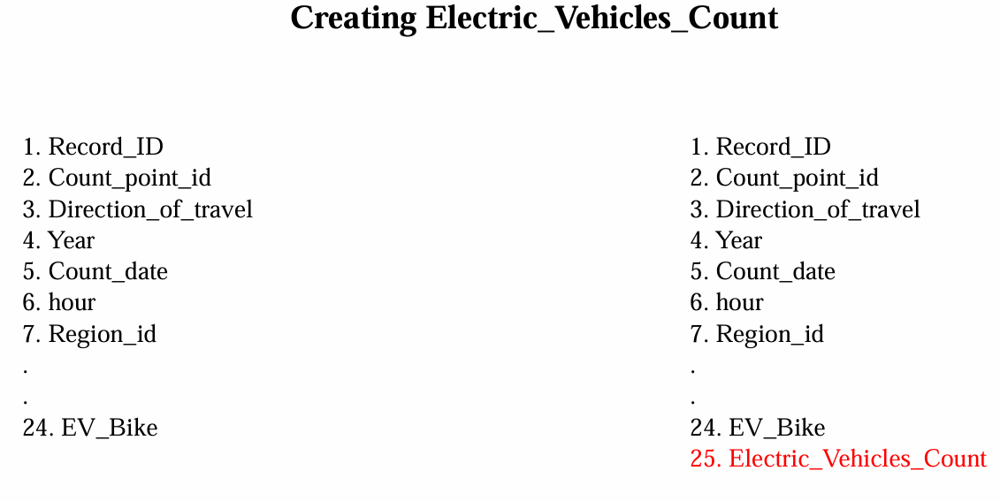 Creating Electric_Vehicles_Count
1. Record_ID
2. Count_point_id
3. Direction_of_travel
4. Year
5. Count_date
6. hour
7. Region_id
.
.
24. EV_Bike
1. Record_ID
2. Count_point_id
3. Direction_of_travel
4. Year
5. Count_date
6. hour
7. Region_id
.
.
24. EV_Bike
25. Electric_Vehicles_Count